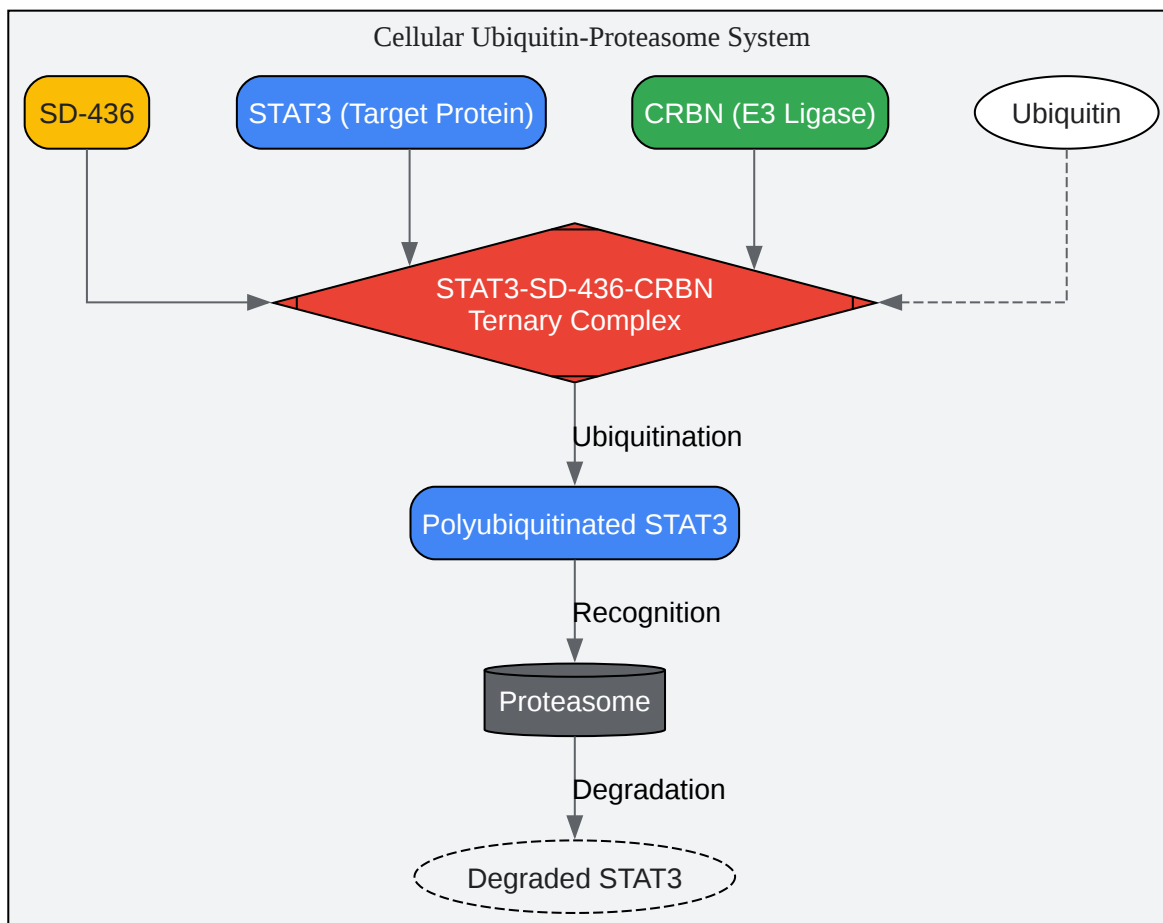 Cellular Ubiquitin-Proteasome System
SD-436
STAT3 (Target Protein)
CRBN (E3 Ligase)
Ubiquitin
STAT3-SD-436-CRBN
Ternary Complex
Ubiquitination
Polyubiquitinated STAT3
Recognition
Proteasome
Degradation
Degraded STAT3